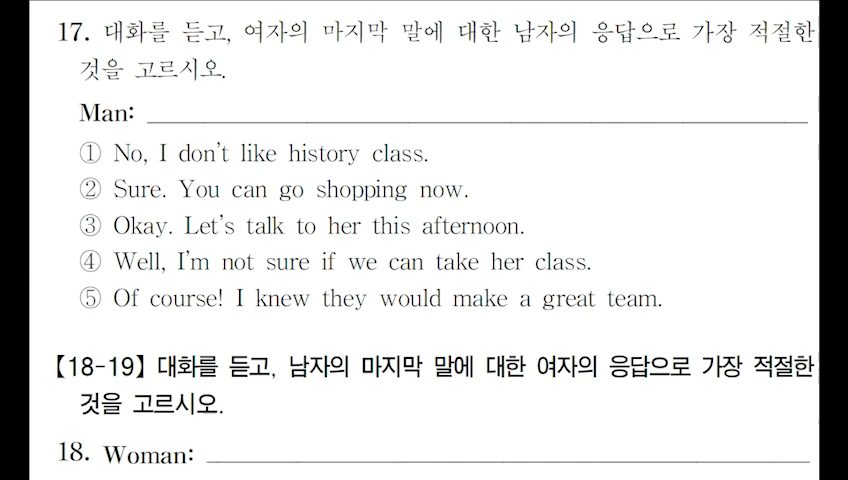 17. 대화를 듣고, 여자의 마지막 말에 대한 남자의 응답으로 가장 적절한
것을 고르시오.
Man:
① No, I don't like history class.
② Sure. You can go shopping now.
③ Okay. Let's talk to her this afternoon.
④ Well, I'm not sure if we can take her class.
⑤ Of course! I knew they would make a great team.
【18-19】 대화를 듣고, 남자의 마지막 말에 대한 여자의 응답으로 가장 적절한
것을 고르시오.
18. Woman: